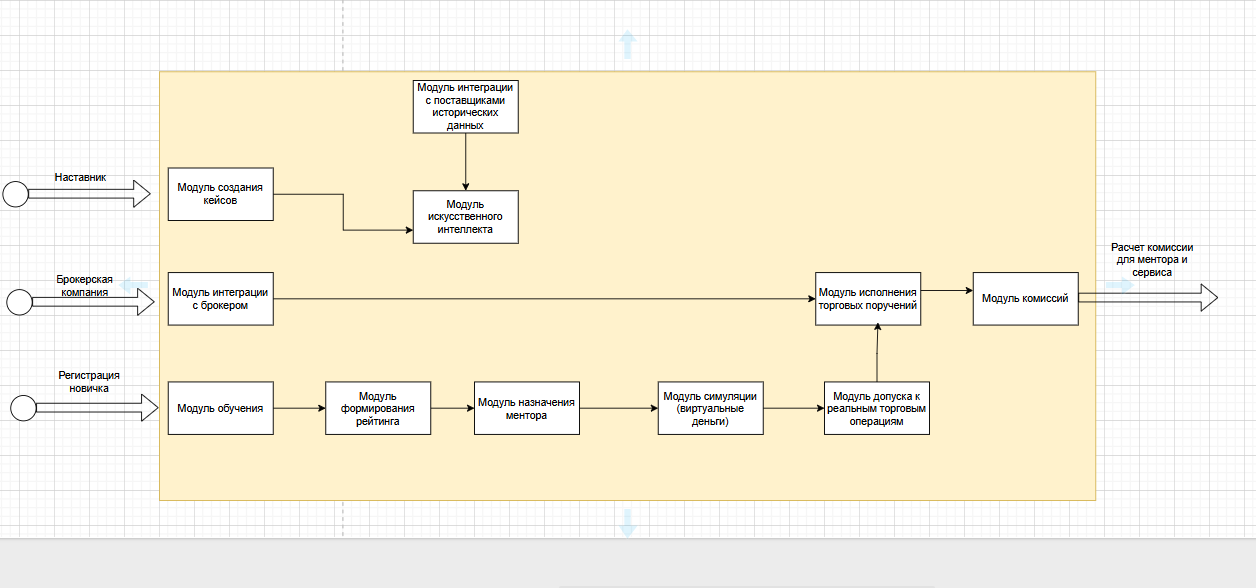 Модуль интеграции
с поставщиками
исторических
данных
Наставник
Модуль создания
кейсов
Модуль
искусственного
интеллекта
Расчет комиссии
для ментора и
сервиса
Брокерская
компания
Модуль интеграции
с брокером
Модуль исполнения
торговых поручений
Модуль комиссий
Регистрация
новичка
Модуль обучения
Модуль
формирования
рейтинга
Модуль назначения
ментора
Модуль симуляции
(виртуальные
деньги)
Модуль допуска к
реальным торговым
операциям